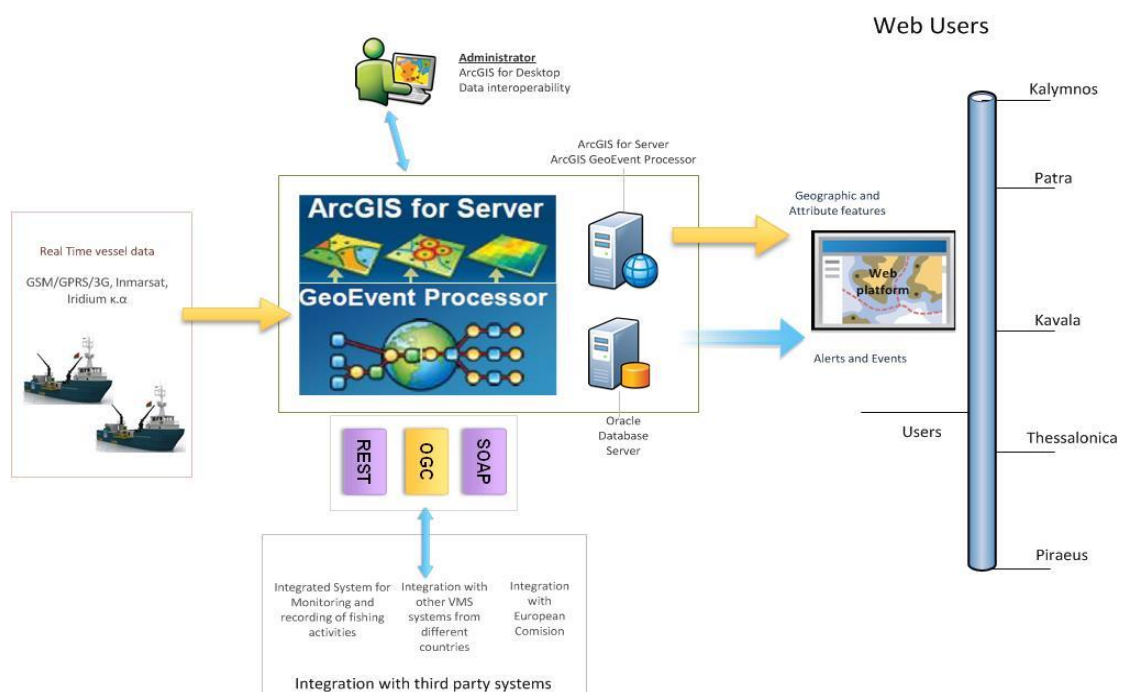 Web Users
Administrator
ArcGIS for Desktop
Data interoperability
Kalymnos
ArcGIS for Server
ArcGIS GeoEvent Processor
Patra
Geographic and
Attribute features
ArcGIS for Server
GeoEvent Processor
Real Time vessel data
GSM/GPRS/3G, Inmarsat,
Iridium κ.α
Web
platform
Kavala
Alerts and Events
Oracle
Database
Server
Users
Thessalonica
Piraeus
REST
OGC
SOAP
Integrated System for
Monitoring and
recording of fishing
activities
Integration with
other VMS
systems from
different
countries
Integration
with
European
Comision
Integration with third party systems